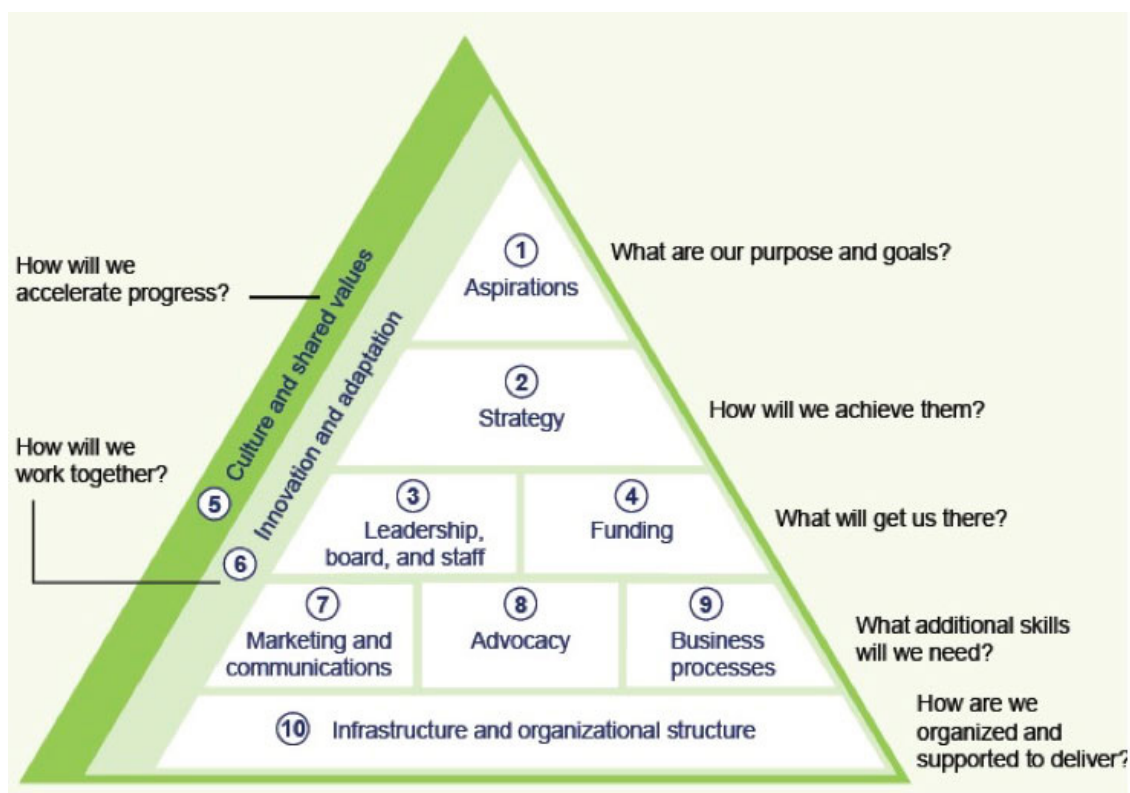 1
Aspirations
What are our purpose and goals?
How will we
accelerate progress?
5 Culture and shared values
6 Innovation and adaptation
2
Strategy
How will we achieve them?
How will we
work together?
3
Leadership,
board, and staff
4
Funding
What will get us there?
7
Marketing and
communications
8
Advocacy
9
Business
processes
What additional skills
will we need?
10 Infrastructure and organizational structure
How are we
organized and
supported to deliver?